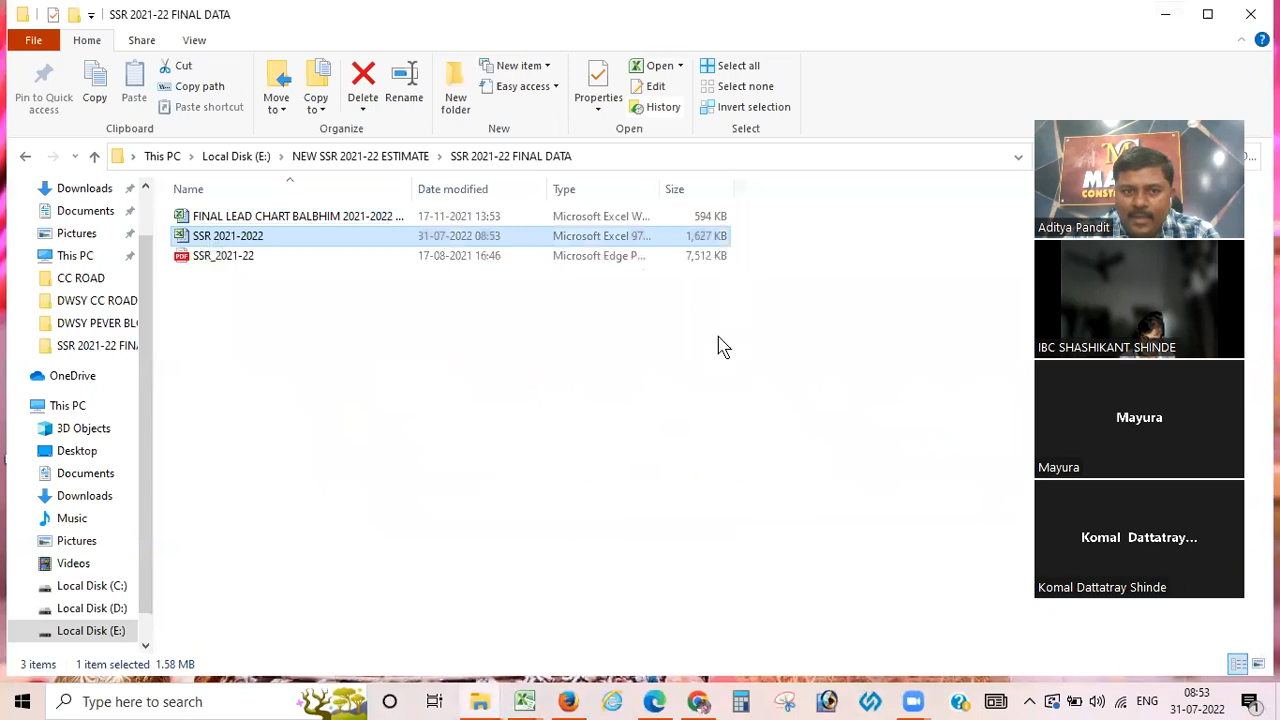 SSR 2021-22 FINAL DATA
File
Home
Share
View
Pin to Quick access
Copy
Paste
Cut
Copy path
Paste shortcut
Clipboard
Move to
Copy to
Delete
Rename
Organize
New folder
New item
Easy access
New
Properties
Open
Edit
History
Open
Select all
Select none
Invert selection
Select
This PC
Local Disk (E:)
NEW SSR 2021-22 ESTIMATE
SSR 2021-22 FINAL DATA
D...
Name
Date modified
Type
Size
FINAL LEAD CHART BALBHIM 2021-2022 ...
17-11-2021 13:53
Microsoft Excel W...
594 KB
SSR 2021-2022
31-07-2022 08:53
Microsoft Excel 97...
1,627 KB
PDF
SSR_2021-22
17-08-2021 16:46
Microsoft Edge P...
7,512 KB
Downloads
Documents
Pictures
This PC
CC ROAD
DWSY CC ROAD
DWSY PEVER BL
SSR 2021-22 FIN
OneDrive
This PC
3D Objects
Desktop
Documents
Downloads
Music
Pictures
Videos
Local Disk (C:)
Local Disk (D:)
Local Disk (E:)
Aditya Pandit
IBC SHASHIKANT SHINDE
Mayura
Mayura
Komal Dattatray...
Komal Dattatray Shinde
3 items
1 item selected 1.58 MB
Type here to search
ENG
08:53
31-07-2022
1